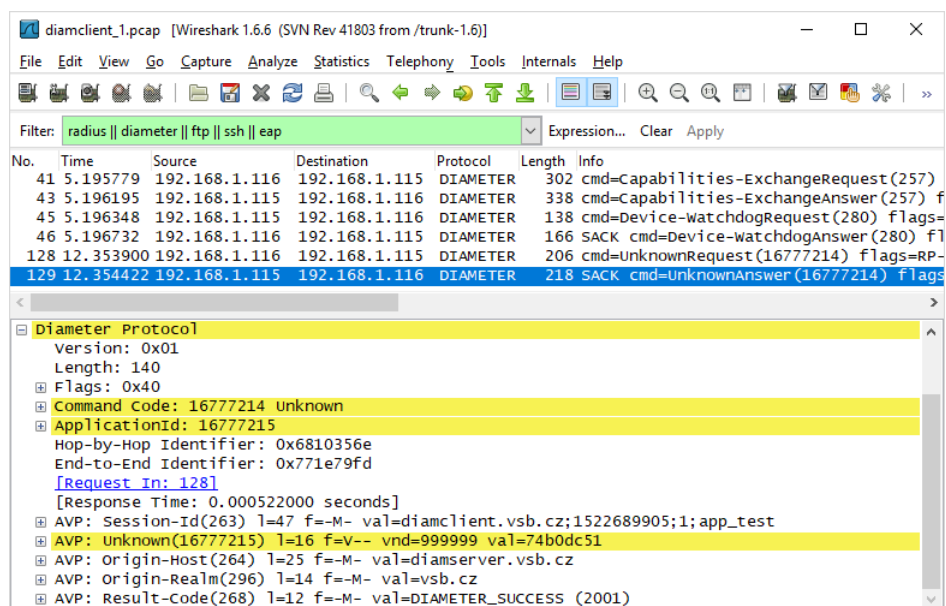 diamclient_1.pcap [Wireshark 1.6.6 (SVN Rev 41803 from /trunk-1.6)]
File Edit View Go Capture Analyze Statistics Telephony Tools Internals Help
Filter: radius || diameter || ftp || ssh || eap Expression... Clear Apply
No. Time Source Destination Protocol Length Info
41 5.195779 192.168.1.116 192.168.1.115 DIAMETER 302 cmd=Capabilities-ExchangeRequest(257)
43 5.196195 192.168.1.115 192.168.1.116 DIAMETER 338 cmd=Capabilities-ExchangeAnswer(257) f
45 5.196348 192.168.1.115 192.168.1.116 DIAMETER 138 cmd=Device-WatchdogRequest(280) flags=
46 5.196732 192.168.1.116 192.168.1.115 DIAMETER 166 SACK cmd=Device-WatchdogAnswer(280) fl
128 12.353900 192.168.1.116 192.168.1.115 DIAMETER 206 cmd=UnknownRequest(16777214) flags=RP-
129 12.354422 192.168.1.115 192.168.1.116 DIAMETER 218 SACK cmd=UnknownAnswer(16777214) flags
Diameter Protocol
Version: 0x01
Length: 140
Flags: 0x40
Command Code: 16777214 Unknown
ApplicationId: 16777215
Hop-by-Hop Identifier: 0x6810356e
End-to-End Identifier: 0x771e79fd
[Request In: 128]
[Response Time: 0.000522000 seconds]
AVP: Session-Id(263) l=47 f=-M- val=diamclient.vsb.cz;1522689905;1;app_test
AVP: Unknown(16777215) l=16 f=V-- vnd=999999 val=74b0dc51
AVP: Origin-Host(264) l=25 f=-M- val=diamserver.vsb.cz
AVP: Origin-Realm(296) l=14 f=-M- val=vsb.cz
AVP: Result-Code(268) l=12 f=-M- val=DIAMETER_SUCCESS (2001)